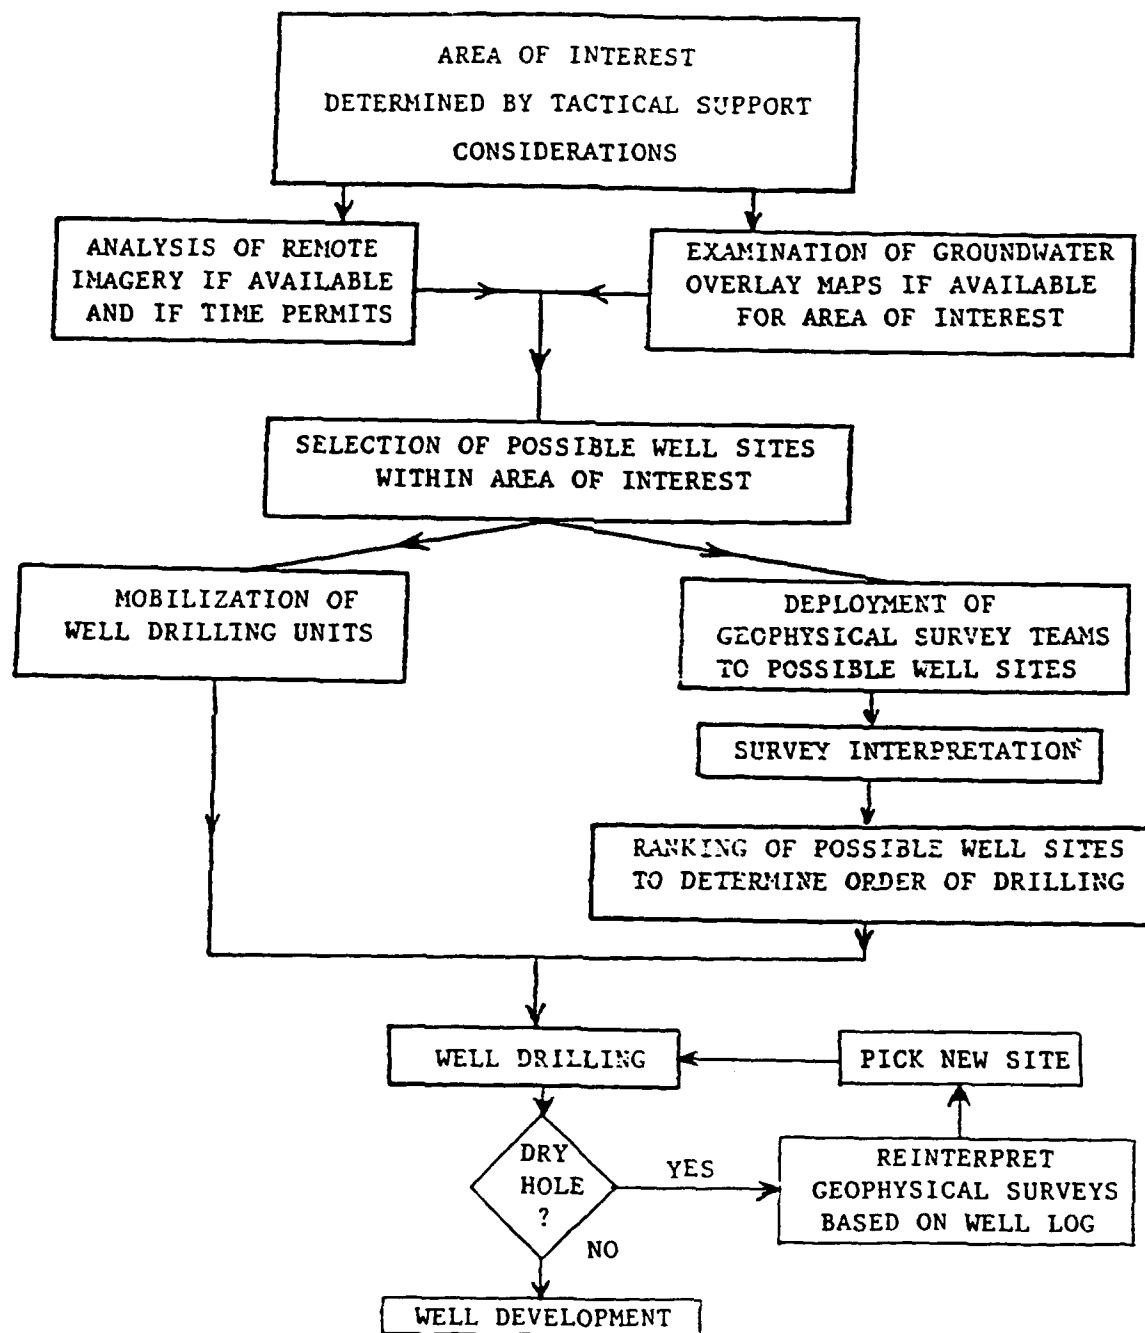 AREA OF INTEREST
DETERMINED BY TACTICAL SUPPORT
CONSIDERATIONS
ANALYSIS OF REMOTE
IMAGERY IF AVAILABLE
AND IF TIME PERMITS
EXAMINATION OF GROUNDWATER
OVERLAY MAPS IF AVAILABLE
FOR AREA OF INTEREST
SELECTION OF POSSIBLE WELL SITES
WITHIN AREA OF INTEREST
MOBILIZATION OF
WELL DRILLING UNITS
DEPLOYMENT OF
GEOPHYSICAL SURVEY TEAMS
TO POSSIBLE WELL SITES
SURVEY INTERPRETATION
RANKING OF POSSIBLE WELL SITES
TO DETERMINE ORDER OF DRILLING
WELL DRILLING
PICK NEW SITE
DRY
HOLE
?
YES
REINTERPRET
GEOPHYSICAL SURVEYS
BASED ON WELL LOG
NO
WELL DEVELOPMENT